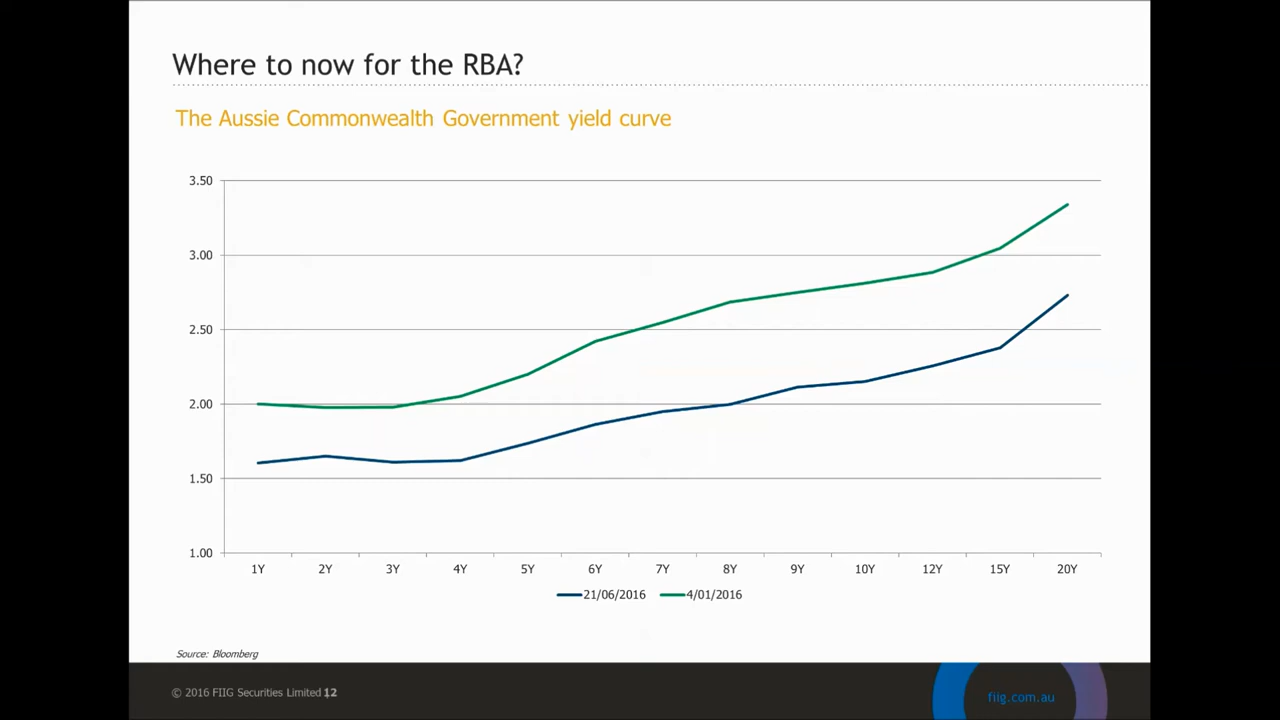 Where to now for the RBA?
The Aussie Commonwealth Government yield curve
3.50
3.00
2.50
2.00
1.50
1.00
1Y 2Y 3Y 4Y 5Y 6Y 7Y 8Y 9Y 10Y 12Y 15Y 20Y
21/06/2016 4/01/2016
Source: Bloomberg
© 2016 FIIG Securities Limited 12
fiig.com.au